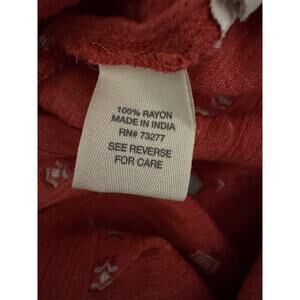 100% RAYON
MADE IN INDIA
RN# 73277
SEE REVERSE
FOR CARE